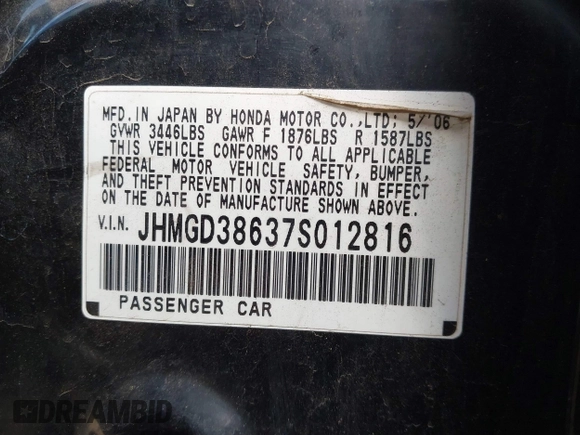 MFD. IN JAPAN BY HONDA MOTOR CO.,LTD; 5/'06
GVWR 3446LBS GAWR F 1876LBS R 1587LBS
THIS VEHICLE CONFORMS TO ALL APPLICABLE
FEDERAL MOTOR VEHICLE SAFETY, BUMPER,
AND THEFT PREVENTION STANDARDS IN EFFECT
ON THE DATE OF MANUFACTURE SHOWN ABOVE.
V.I.N. JHMGD38637S012816
PASSENGER CAR
DREAMBID